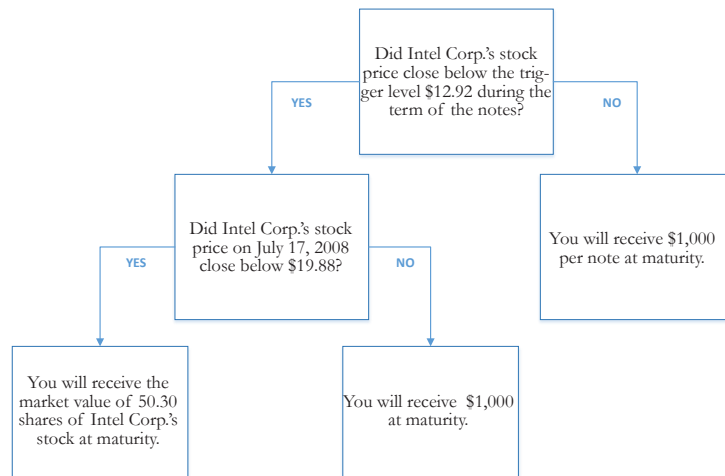 Did Intel Corp.'s stock
price close below the trig-
ger level $12.92 during the
term of the notes?
YES
NO
Did Intel Corp.'s stock
price on July 17, 2008
close below $19.88?
You will receive $1,000
per note at maturity.
YES
NO
You will receive the
market value of 50.30
shares of Intel Corp.'s
stock at maturity.
You will receive $1,000
at maturity.